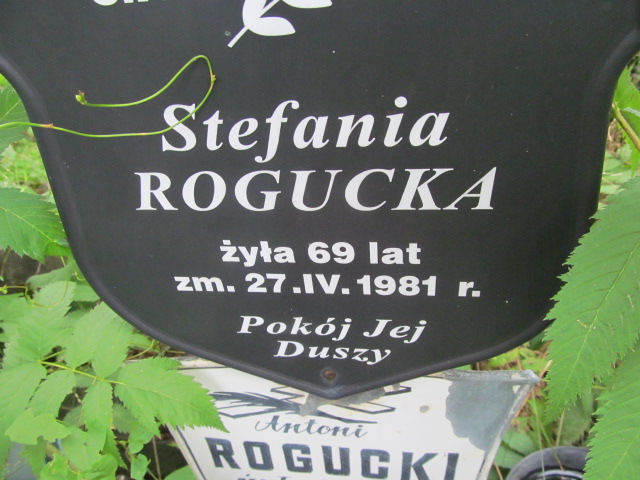 Stefania
ROGUCKA
żyła 69 lat
zm. 27.IV.1981 r.
Pokój Jej
Duszy
Antoni
ROGUCKI